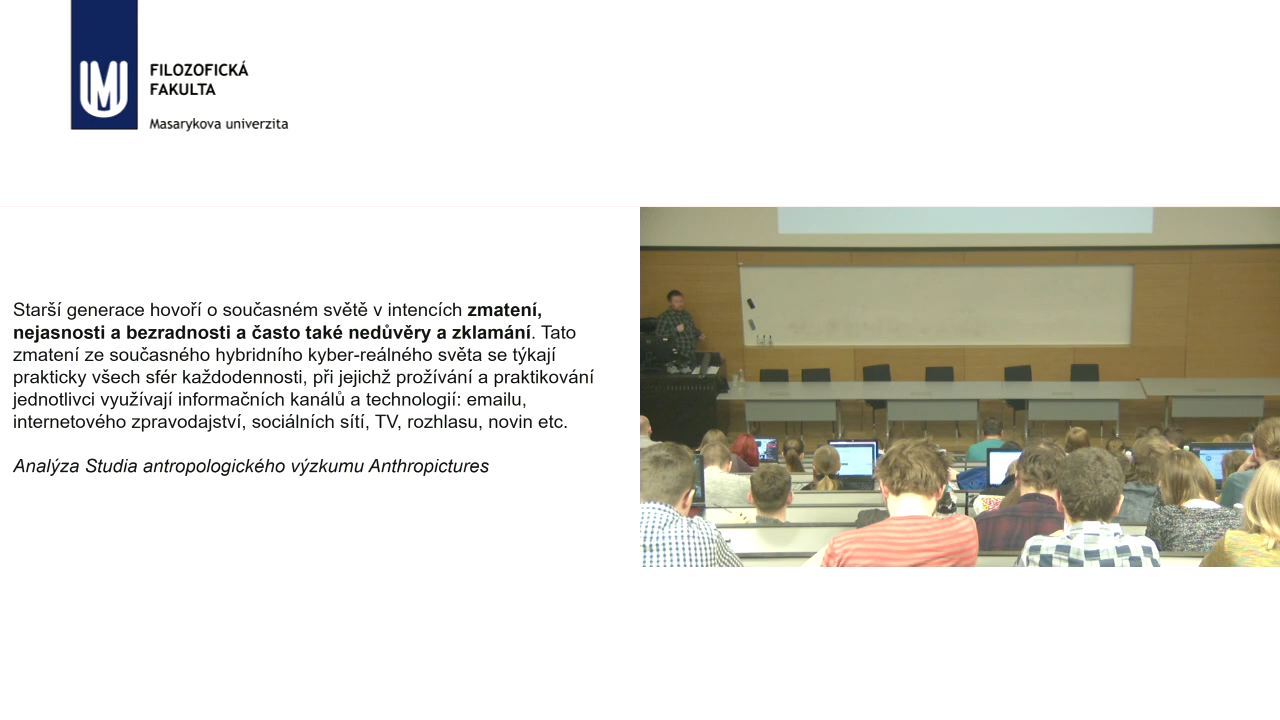 FILOZOFICKÁ
FAKULTA
Masarykova univerzita
Starší generace hovoří o současném světě v intencích zmatení,
nejasnosti a bezradnosti a často také nedůvěry a zklamání. Tato
zmatení ze současného hybridního kyber-reálného světa se týkají
prakticky všech sfér každodennosti, při jejichž prožívání a praktikování
jednotlivci využívají informačních kanálů a technologií: emailu,
internetového zpravodajství, sociálních sítí, TV, rozhlasu, novin etc.
Analýza Studia antropologického výzkumu Anthropictures